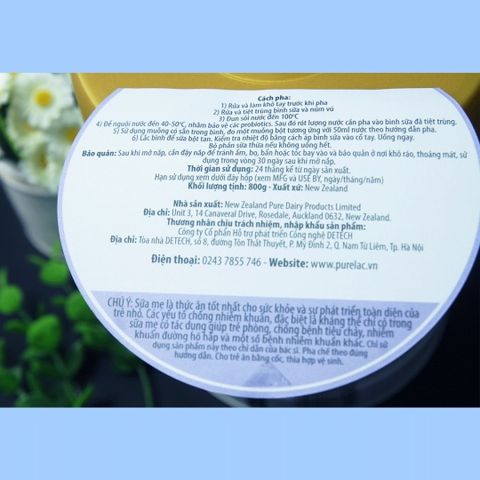 Cách pha:
1) Rửa và làm khô tay trước khi pha
2) Rửa và tiệt trùng bình sữa và núm vú
3) Đun sôi nước đến 100ºC
4) Để nguội nước đến 40-50ºC, nhằm bảo vệ các probiotics. Sau đó rót lượng nước cần pha vào bình sữa đã tiệt trùng.
5) Sử dụng muỗng có sẵn trong bình, đo một muỗng bột tương ứng với 50ml nước theo hướng dẫn pha.
6) Lắc bình để sữa bột tan. Kiểm tra nhiệt độ bằng cách áp bình sữa vào cổ tay. Uống ngay.
Bỏ phần sữa thừa nếu không uống hết.
Bảo quản: Sau khi mở nắp, cần đậy nắp để tránh ẩm, bọ, bẩn hoặc tóc bay vào và bảo quản ở nơi khô ráo, thoáng mát, sử
dụng trong vòng 30 ngày sau khi mở nắp.
Thời gian sử dụng: 24 tháng kể từ ngày sản xuất.
Hạn sử dụng xem dưới đáy hộp (xem MFG và USE BY, ngày/tháng/năm)
Khối lượng tịnh: 800g - Xuất xứ: New Zealand
Nhà sản xuất: New Zealand Pure Dairy Products Limited
Địa chỉ: Unit 3, 14 Canaveral Drive, Rosedale, Auckland 0632, New Zealand.
Thương nhân chịu trách nhiệm, nhập khẩu sản phẩm:
Công ty Cổ phần Hỗ trợ phát triển Công nghệ DETECH
Địa chỉ: Tòa nhà DETECH, số 8, đường Tôn Thất Thuyết, P. Mỹ Đình 2, Q. Nam Từ Liêm, Tp. Hà Nội
Điện thoại: 0243 7855 746 - Website: www.purelac.vn
CHÚ Ý: Sữa mẹ là thức ăn tốt nhất cho sức khỏe và sự phát triển toàn diện của
trẻ nhỏ. Các yếu tố chống nhiễm khuẩn, đặc biệt là kháng thể chỉ có trong
sữa mẹ có tác dụng giúp trẻ phòng, chống bệnh tiêu chảy, nhiễm
khuẩn đường hô hấp và một số bệnh nhiễm khuẩn khác. Chỉ sử
dụng sản phẩm này theo chỉ dẫn của bác sĩ. Pha chế theo đúng
hướng dẫn. Cho trẻ ăn bằng cốc, thìa hợp vệ sinh.